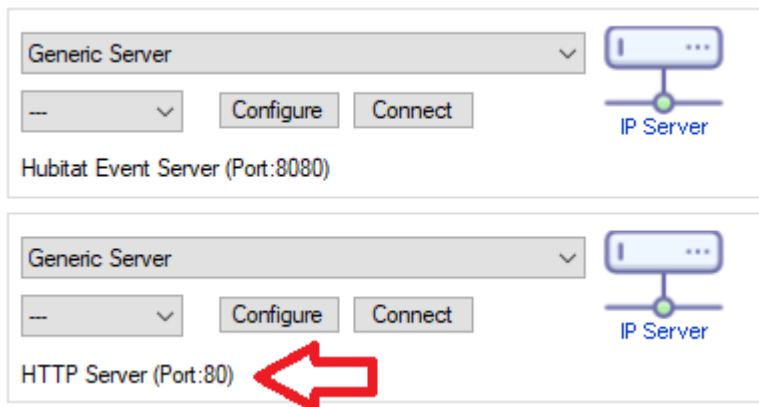 Generic Server
--- Configure Connect
IP Server
Hubitat Event Server (Port:8080)
Generic Server
--- Configure Connect
IP Server
HTTP Server (Port:80)